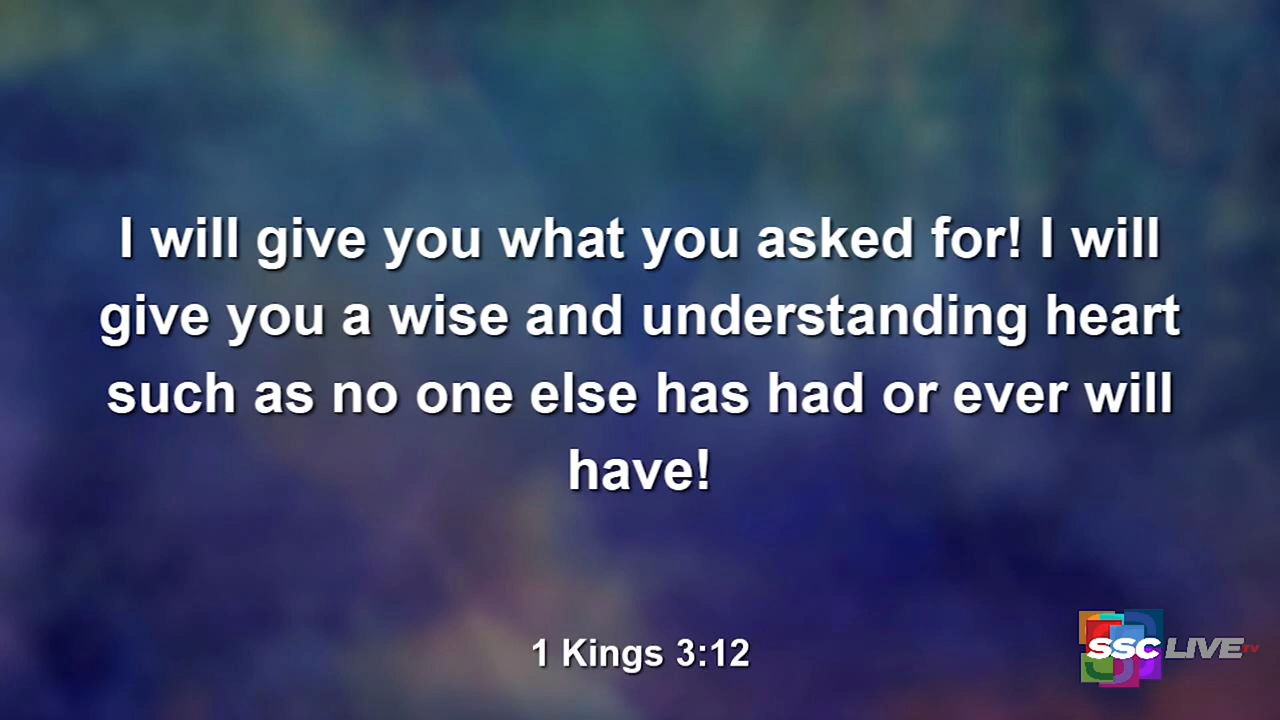 I will give you what you asked for! I will
give you a wise and understanding heart
such as no one else has had or ever will
have!
1 Kings 3:12
SSC LIVE TV